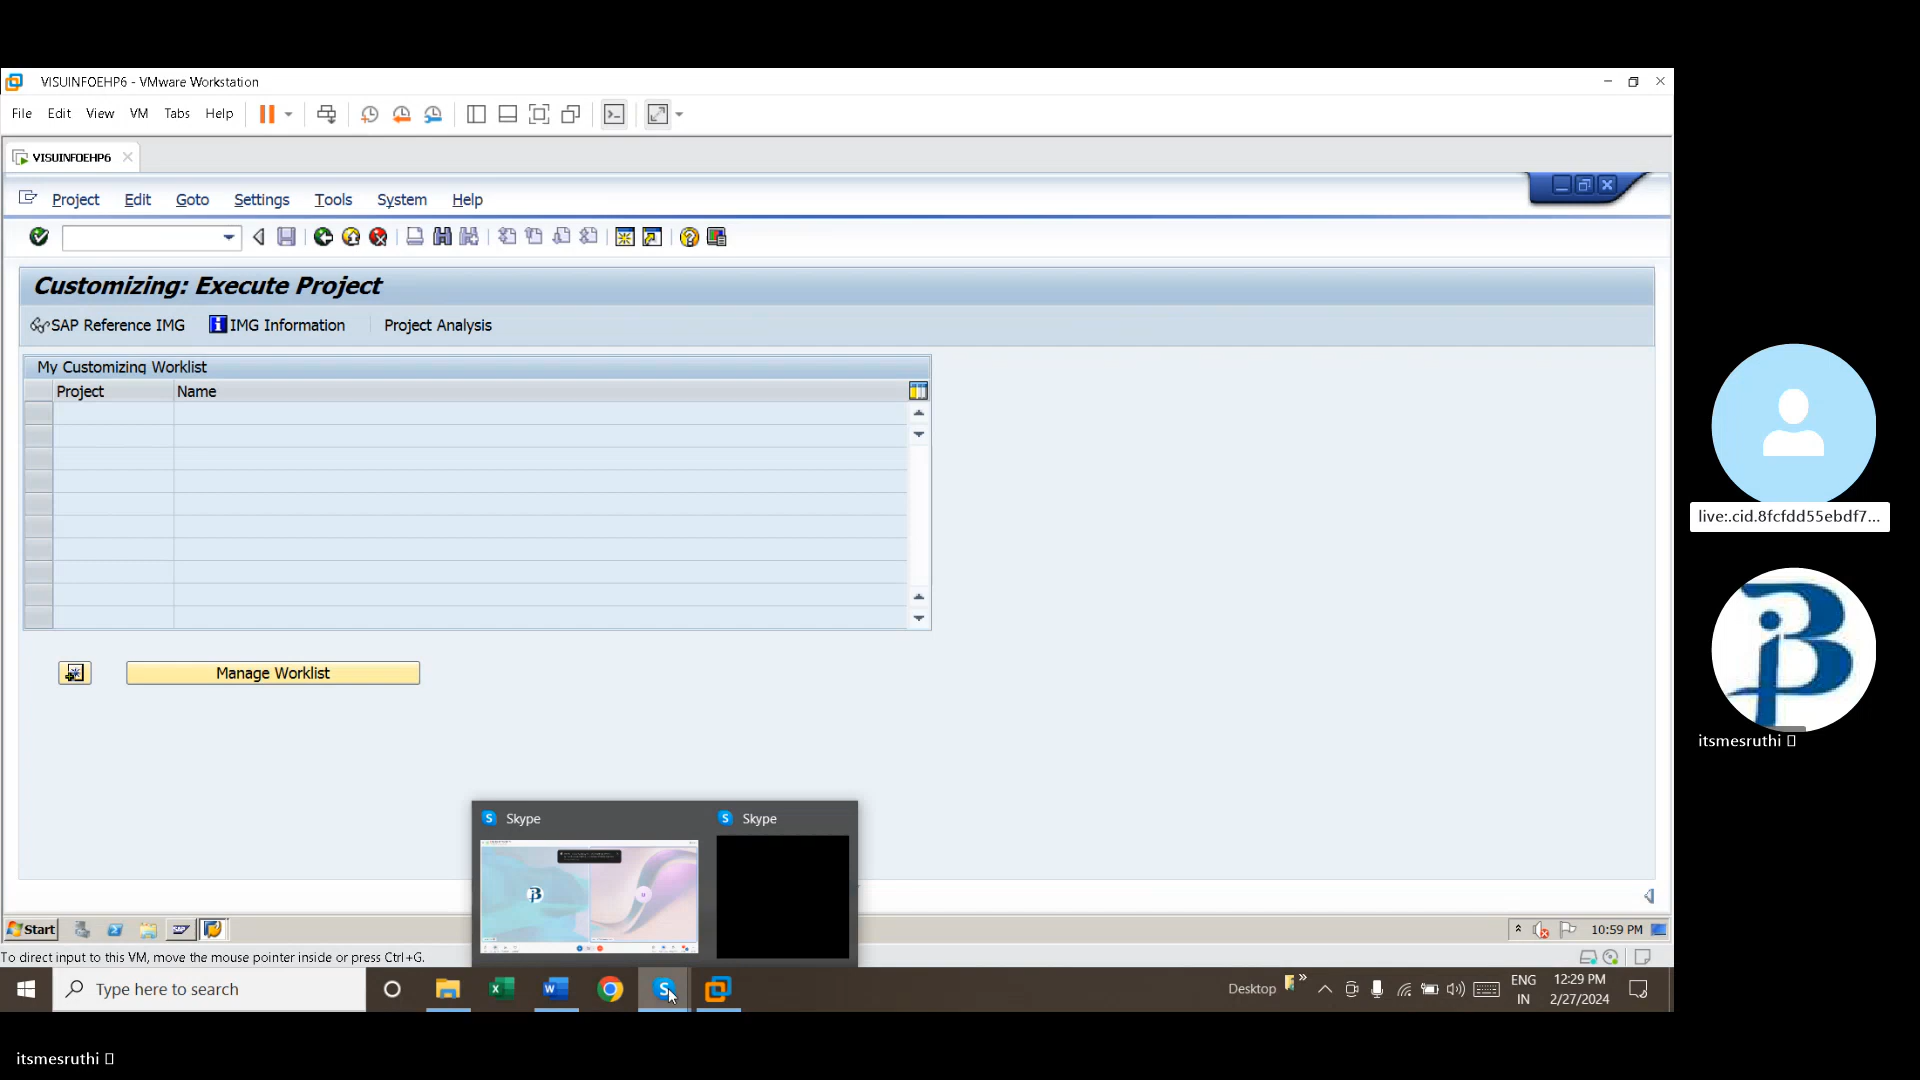 VISUINFOEHP6 - VMware Workstation
File Edit View VM Tabs Help
VISUINFOEHP6
Project Edit Goto Settings Tools System Help
Customizing: Execute Project
SAP Reference IMG IMG Information Project Analysis
My Customizing Worklist
Project Name
Manage Worklist
live:.cid.8fcfdd55ebdf7...
itsmesruthi
Skype Skype
Start 10:59 PM
To direct input to this VM, move the mouse pointer inside or press Ctrl+G.
Type here to search
Desktop
ENG
IN
12:29 PM
2/27/2024
itsmesruthi